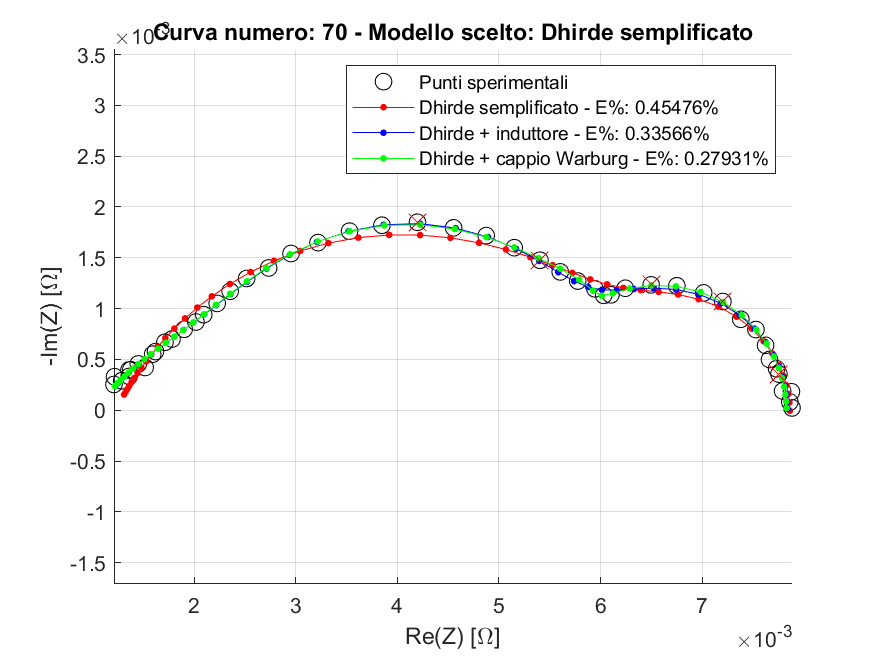 ×10⁻³
Curva numero: 70 - Modello scelto: Dhirde semplificato
Punti sperimentali
Dhirde semplificato - E%: 0.45476%
Dhirde + induttore - E%: 0.33566%
Dhirde + cappio Warburg - E%: 0.27931%
3.5
3
2.5
2
1.5
1
0.5
0
-0.5
-1
-1.5
-Im(Z) [Ω]
2 3 4 5 6 7
Re(Z) [Ω]
×10⁻³